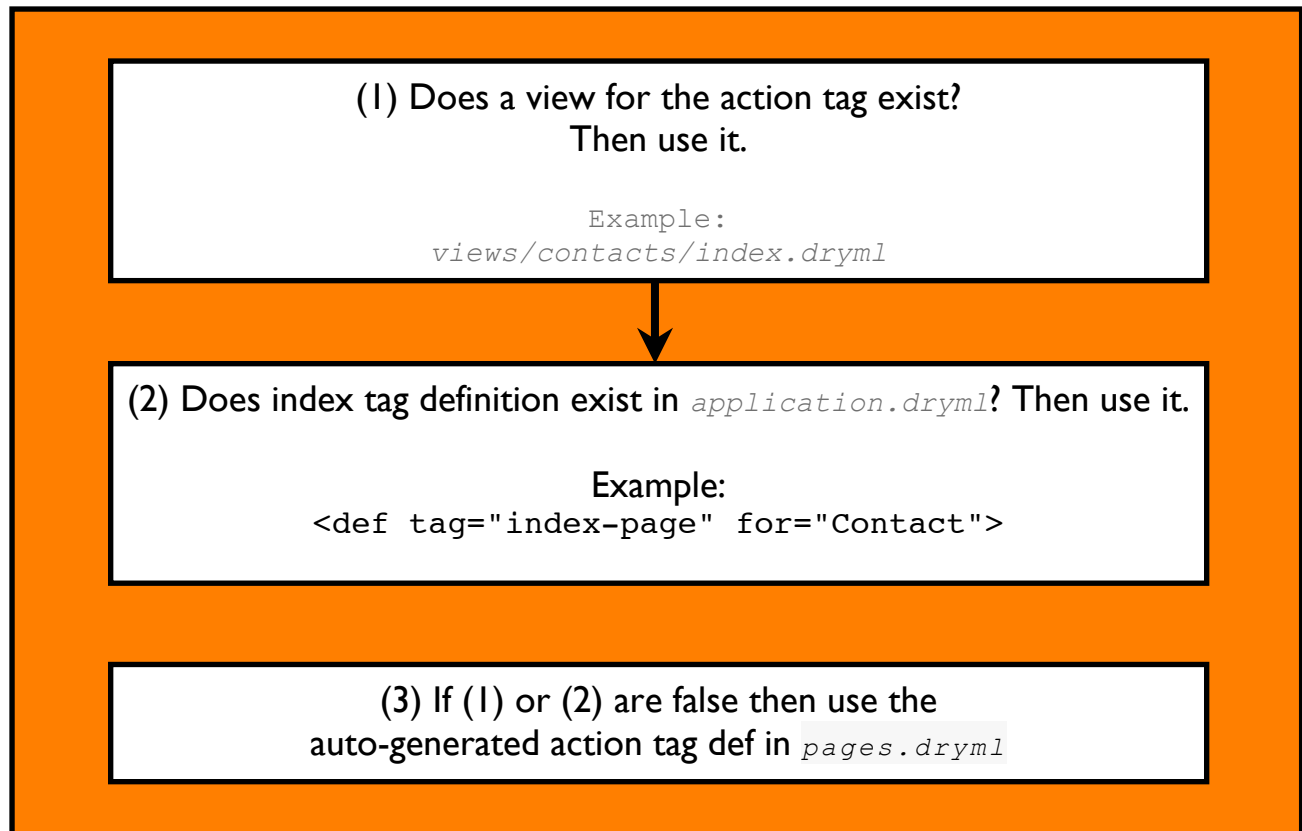 (1) Does a view for the action tag exist?
Then use it.
Example:
views/contacts/index.dryml
(2) Does index tag definition exist in application.dryml? Then use it.
Example:
<def tag="index-page" for="Contact">
(3) If (1) or (2) are false then use the
auto-generated action tag def in pages.dryml